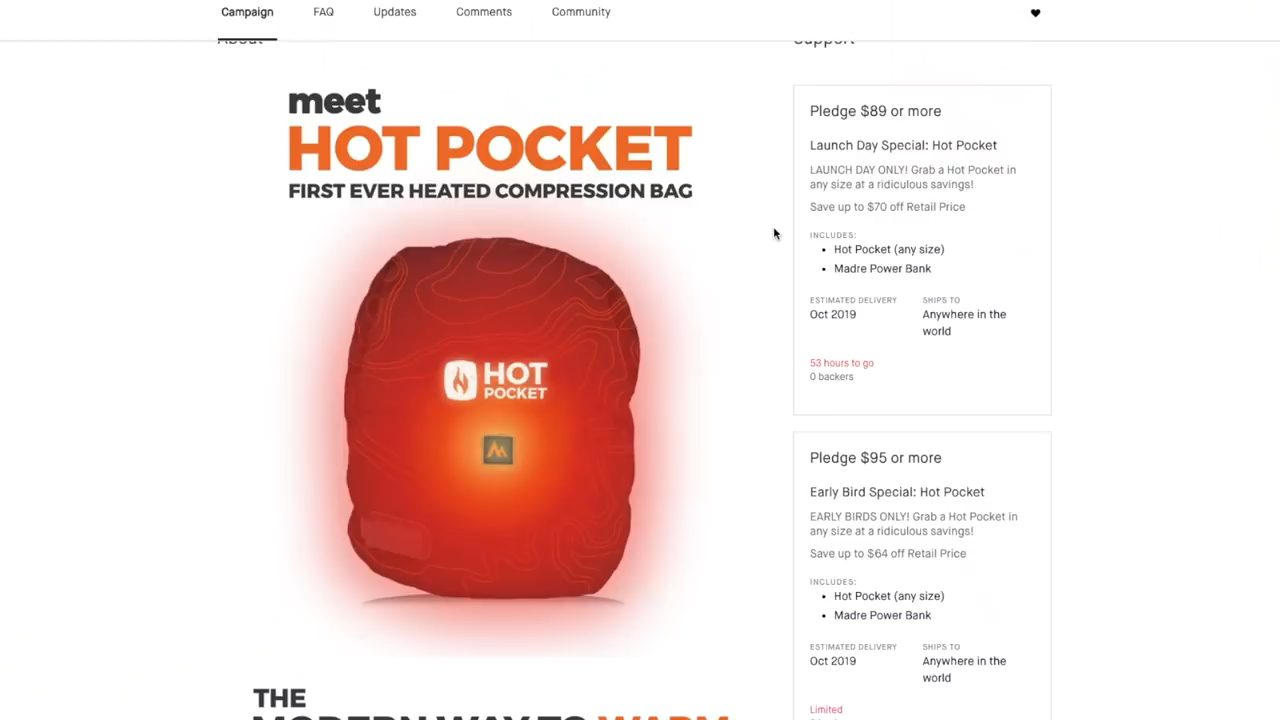 Campaign
FAQ
Updates
Comments
Community
About
Support
meet
HOT POCKET
FIRST EVER HEATED COMPRESSION BAG
HOT
POCKET
THE
MODERN WAY TO WARM
Pledge $89 or more
Launch Day Special: Hot Pocket
LAUNCH DAY ONLY! Grab a Hot Pocket in
any size at a ridiculous savings!
Save up to $70 off Retail Price
INCLUDES:
• Hot Pocket (any size)
• Madre Power Bank
ESTIMATED DELIVERY
Oct 2019
SHIPS TO
Anywhere in the
world
53 hours to go
0 backers
Pledge $95 or more
Early Bird Special: Hot Pocket
EARLY BIRDS ONLY! Grab a Hot Pocket in
any size at a ridiculous savings!
Save up to $64 off Retail Price
INCLUDES:
• Hot Pocket (any size)
• Madre Power Bank
ESTIMATED DELIVERY
Oct 2019
SHIPS TO
Anywhere in the
world
Limited